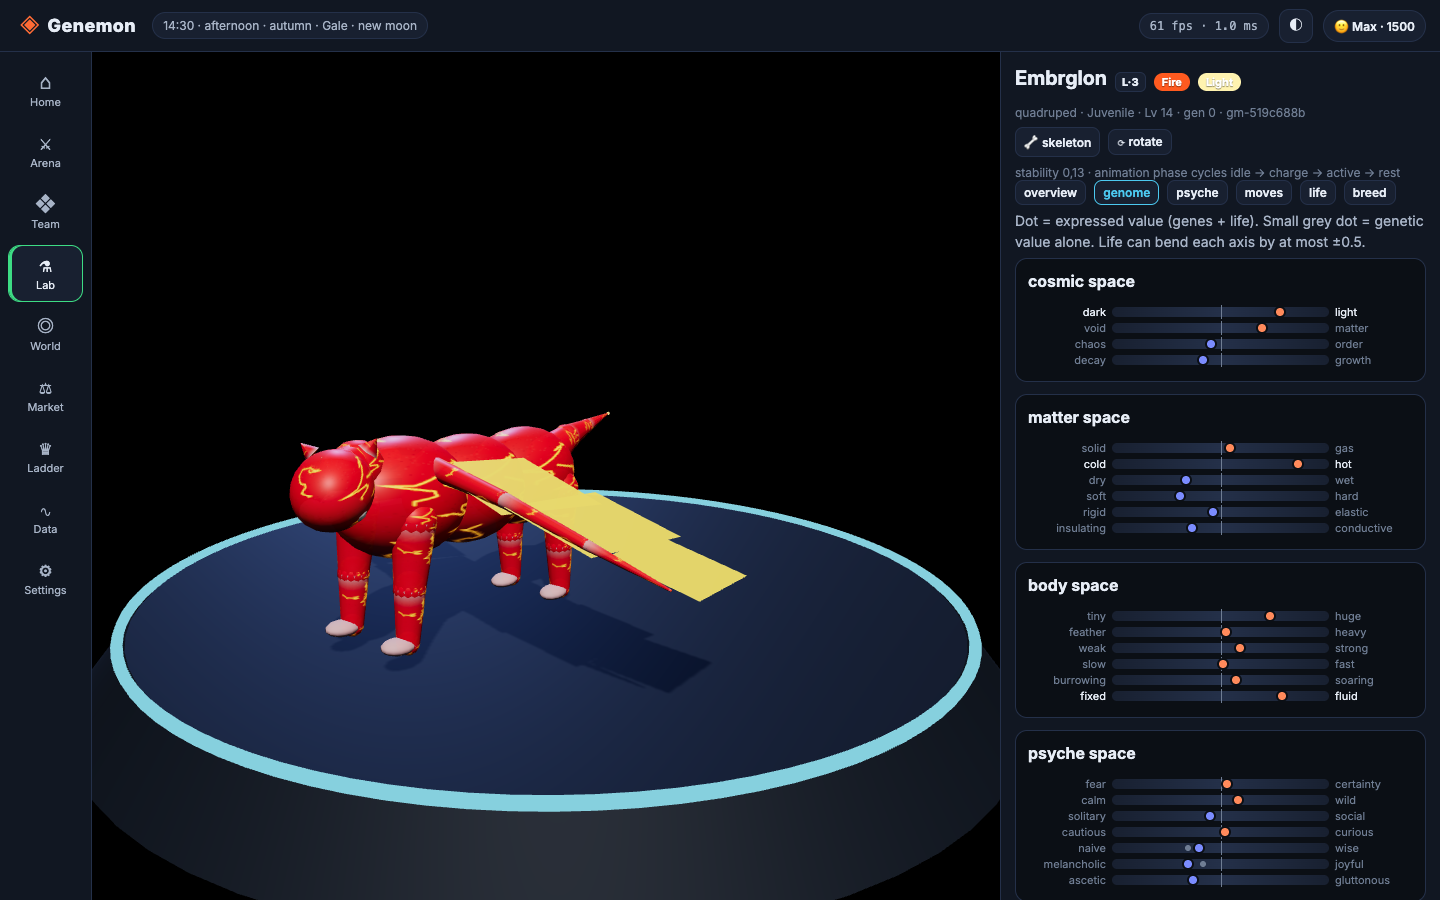 Genemon
14:30 · afternoon · autumn · Gale · new moon
61 fps · 1.0 ms
Max · 1500
Home
Arena
Team
Lab
World
Market
Ladder
Data
Settings
Embrglon L·3 Fire Light
quadruped · Juvenile · Lv 14 · gen 0 · gm-519c688b
skeleton rotate
stability 0,13 · animation phase cycles idle → charge → active → rest
overview genome psyche moves life breed
Dot = expressed value (genes + life). Small grey dot = genetic
value alone. Life can bend each axis by at most ±0.5.
cosmic space
dark light
void matter
chaos order
decay growth
matter space
solid gas
cold hot
dry wet
soft hard
rigid elastic
insulating conductive
body space
tiny huge
feather heavy
weak strong
slow fast
burrowing soaring
fixed fluid
psyche space
fear certainty
calm wild
solitary social
cautious curious
naive wise
melancholic joyful
ascetic gluttonous